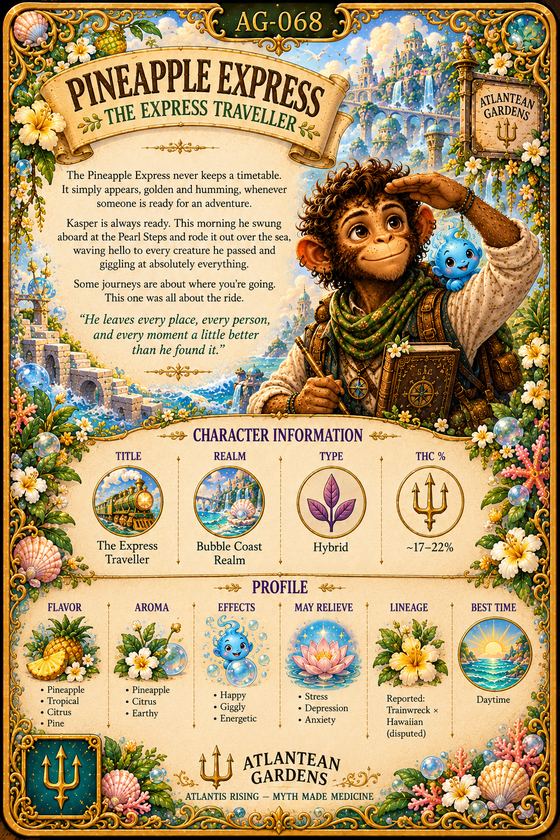 AG-068
PINEAPPLE EXPRESS
THE EXPRESS TRAVELLER
ATLANTEAN
GARDENS
The Pineapple Express never keeps a timetable.
It simply appears, golden and humming, whenever
someone is ready for an adventure.
Kasper is always ready. This morning he swung
aboard at the Pearl Steps and rode it out over the sea,
waving hello to every creature he passed and
giggling at absolutely everything.
Some journeys are about where you're going.
This one was all about the ride.
“He leaves every place, every person,
and every moment a little better
than he found it.”
CHARACTER INFORMATION
TITLE
The Express
Traveller
REALM
Bubble Coast
Realm
TYPE
Hybrid
THC %
~17–22%
PROFILE
FLAVOR
• Pineapple
• Tropical
• Citrus
• Pine
AROMA
• Pineapple
• Citrus
• Earthy
EFFECTS
• Happy
• Giggly
• Energetic
MAY RELIEVE
• Stress
• Depression
• Anxiety
LINEAGE
Reported:
Trainwreck ×
Hawaiian
(disputed)
BEST TIME
Daytime
ATLANTEAN
GARDENS
ATLANTIS RISING — MYTH MADE MEDICINE